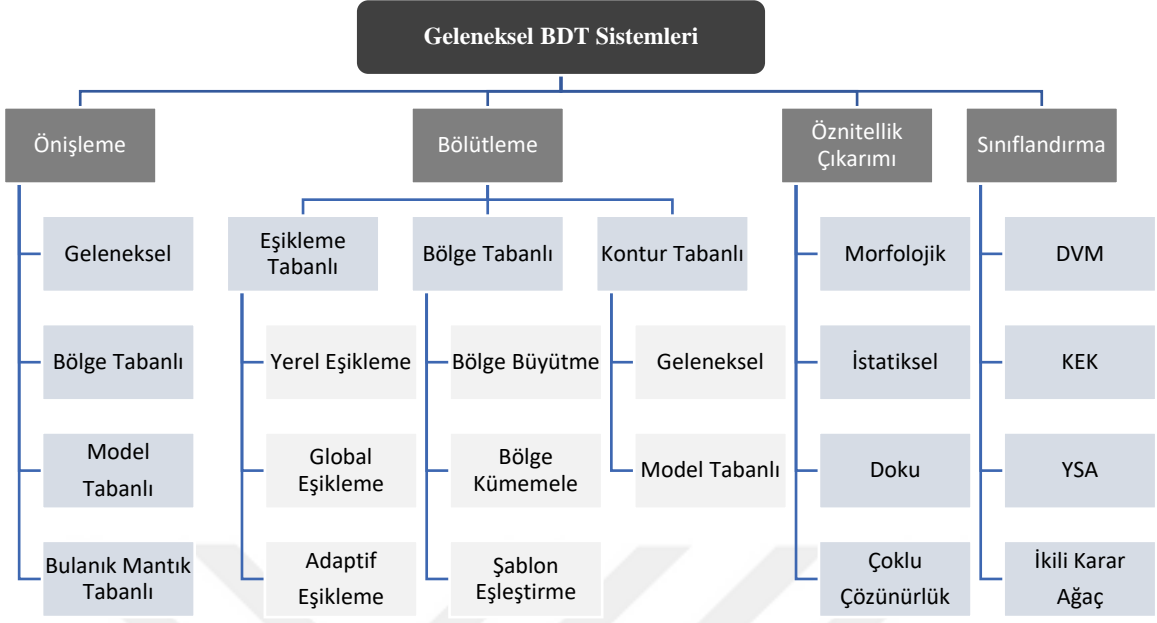 Geleneksel BDT Sistemleri
Önişleme
Bölütleme
Öznitellik
Çıkarımı
Sınıflandırma
Geleneksel
Bölge Tabanlı
Model
Tabanlı
Bulanık Mantık
Tabanlı
Eşikleme
Tabanlı
Yerel Eşikleme
Global
Eşikleme
Adaptif
Eşikleme
Bölge Tabanlı
Bölge Büyütme
Bölge
Kümemele
Şablon
Eşleştirme
Kontur Tabanlı
Geleneksel
Model Tabanlı
Morfolojik
İstatiksel
Doku
Çoklu
Çözünürlük
DVM
KEK
YSA
İkili Karar
Ağaç